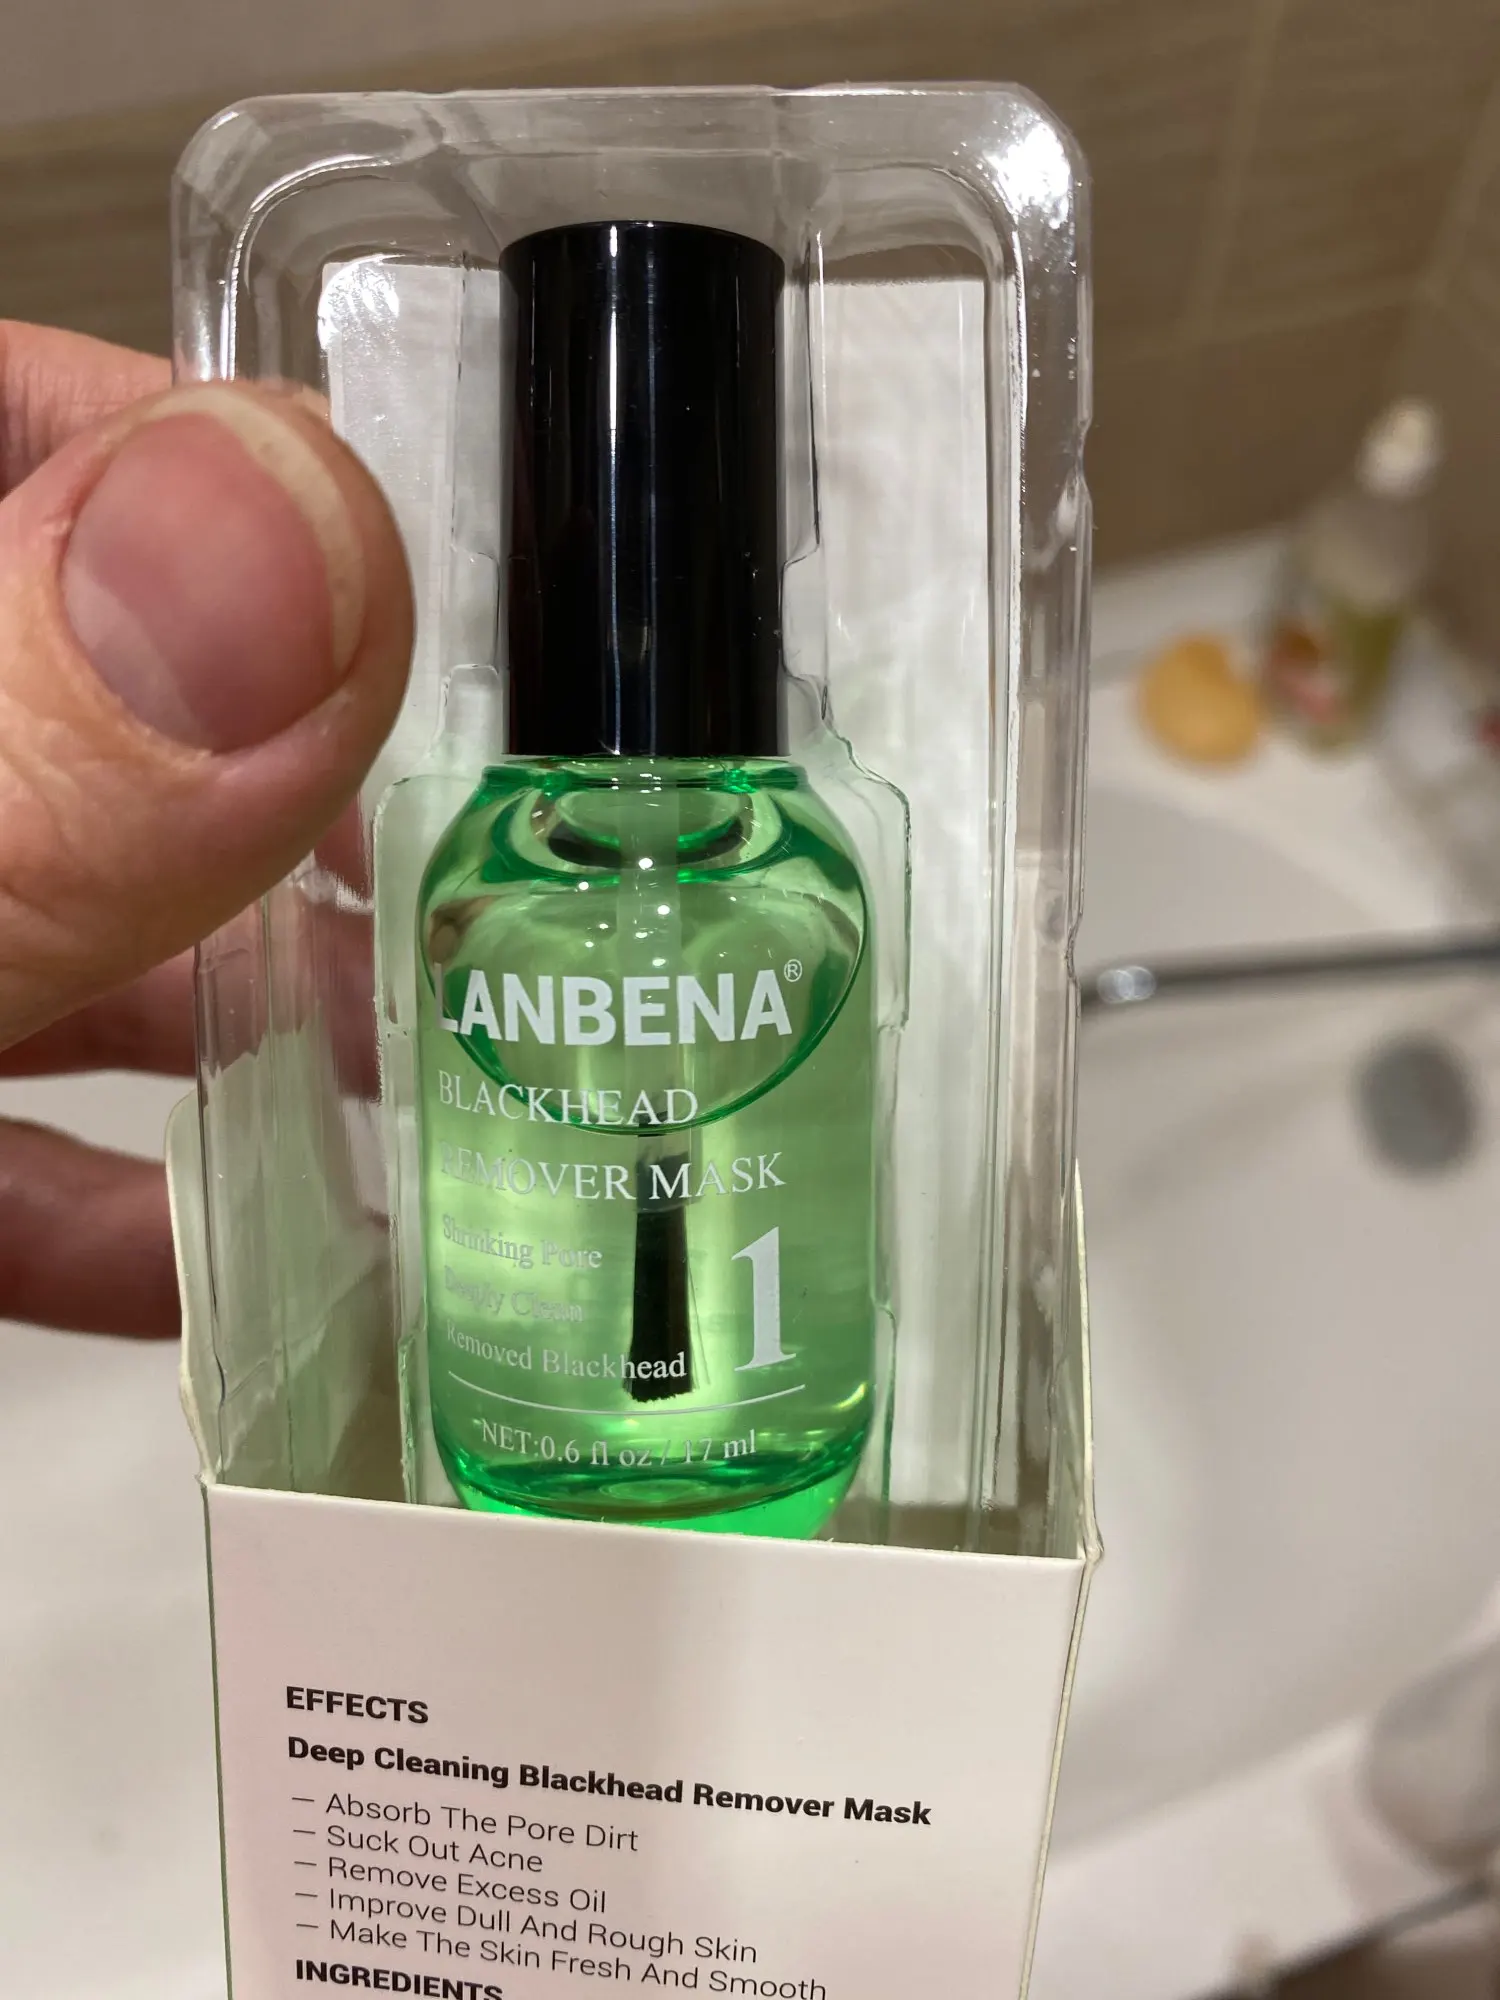 LANBENA®
BLACKHEAD
REMOVER MASK
Shrinking Pore
Deeply Clean
Removed Blackhead
1
NET:0.6 fl oz / 17 ml
EFFECTS
Deep Cleaning Blackhead Remover Mask
— Absorb The Pore Dirt
— Suck Out Acne
— Remove Excess Oil
— Improve Dull And Rough Skin
— Make The Skin Fresh And Smooth
INGREDIENTS